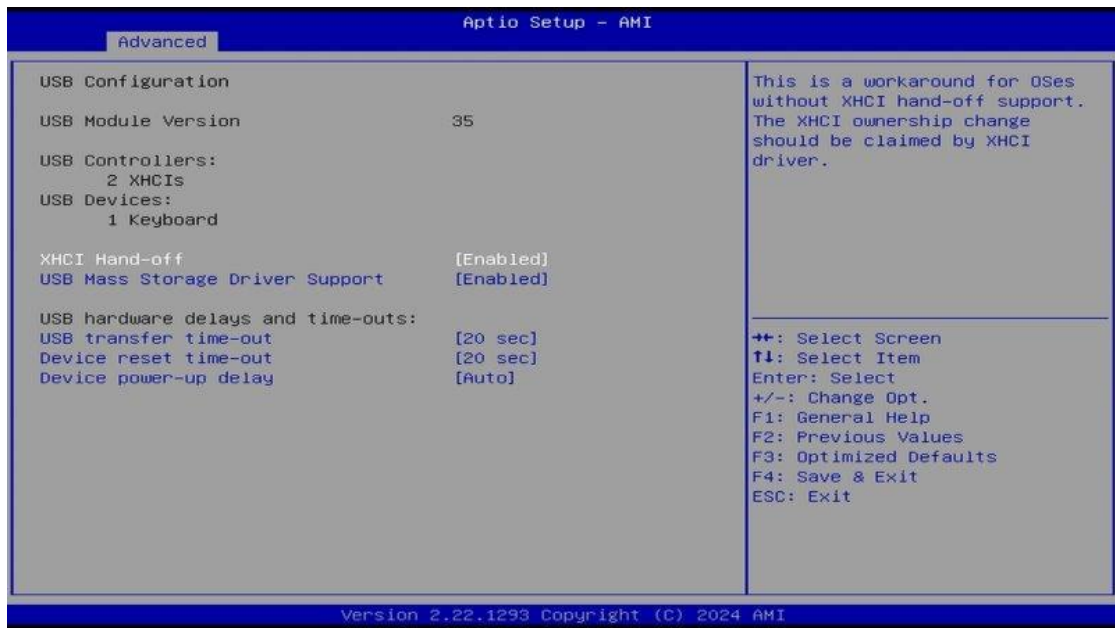 Aptio Setup – AMI
Advanced
USB Configuration
USB Module Version 35
USB Controllers:
2 XHCIs
USB Devices:
1 Keyboard
XHCI Hand-off [Enabled]
USB Mass Storage Driver Support [Enabled]
USB hardware delays and time-outs:
USB transfer time-out [20 sec]
Device reset time-out [20 sec]
Device power-up delay [Auto]
This is a workaround for OSes
without XHCI hand-off support.
The XHCI ownership change
should be claimed by XHCI
driver.
→←: Select Screen
↑↓: Select Item
Enter: Select
+/-: Change Opt.
F1: General Help
F2: Previous Values
F3: Optimized Defaults
F4: Save & Exit
ESC: Exit
Version 2.22.1293 Copyright (C) 2024 AMI